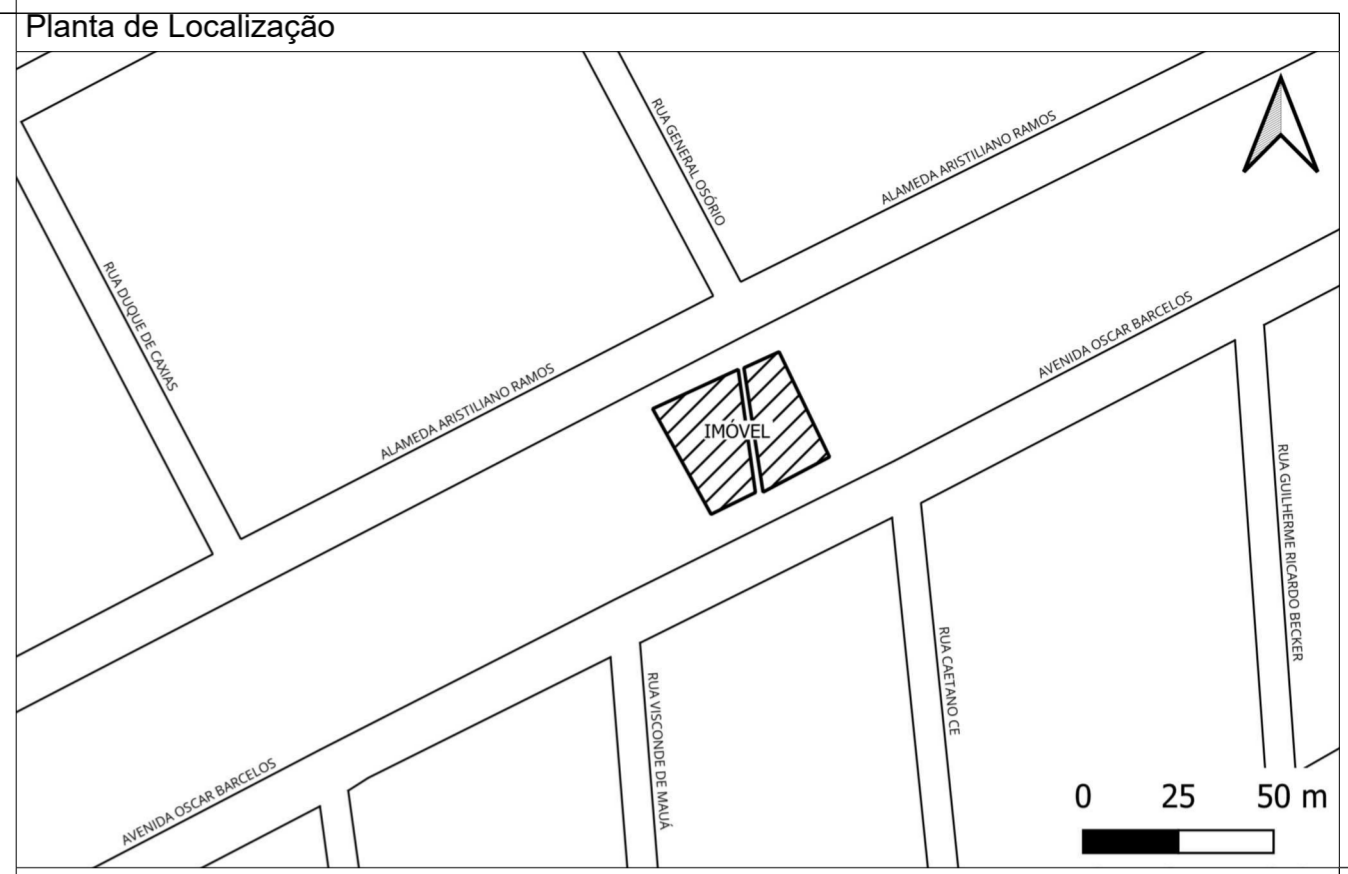 Planta de Localização
RUA GENERAL OSÓRIO
ALAMEDA ARISTILIANO RAMOS
RUA DUQUE DE CAXIAS
AVENIDA OSCAR BARCELOS
ALAMEDA ARISTILIANO RAMOS
IMÓVEL
RUA GUILHERME RICARDO BECKER
RUA CAETANO CE
RUA VISCONDE DE MAUÁ
AVENIDA OSCAR BARCELOS
0 25 50 m